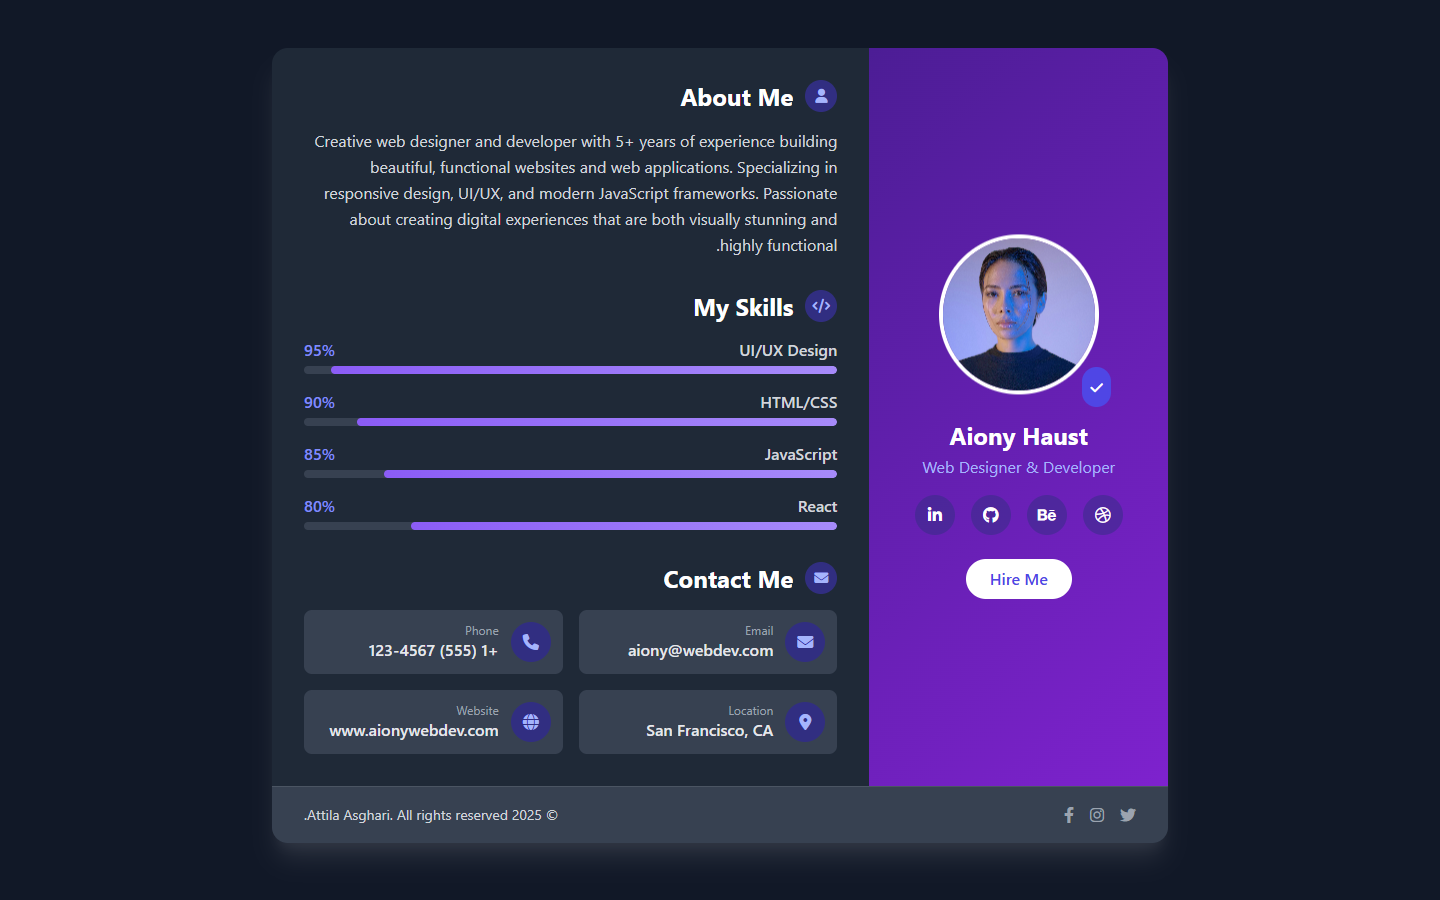 About Me
Creative web designer and developer with 5+ years of experience building
beautiful, functional websites and web applications. Specializing in
responsive design, UI/UX, and modern JavaScript frameworks. Passionate
about creating digital experiences that are both visually stunning and
.highly functional
My Skills
95% UI/UX Design
90% HTML/CSS
85% JavaScript
80% React
Contact Me
Phone
123-4567 (555) 1+
Email
aiony@webdev.com
Website
www.aionywebdev.com
Location
San Francisco, CA
Aiony Haust
Web Designer & Developer
in
Bē
Hire Me
.Attila Asghari. All rights reserved 2025 ©